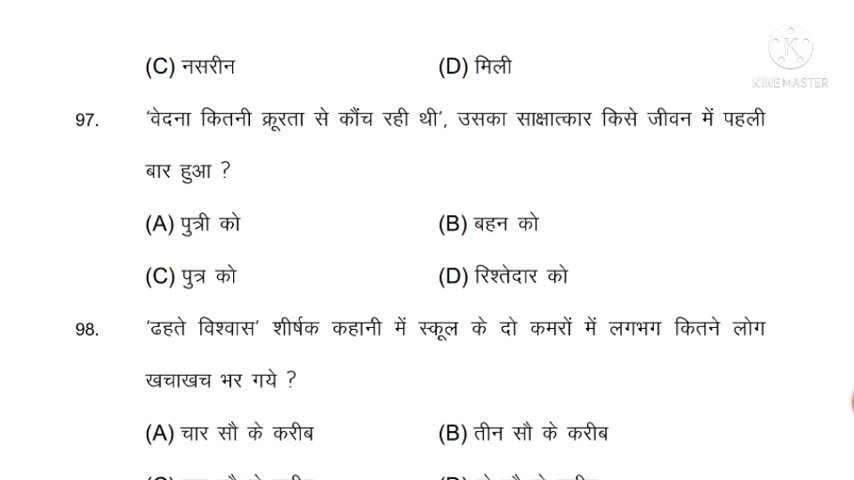 (C) नसरीन (D) मिली
KINEMASTER
97. 'वेदना कितनी क्रूरता से कौंच रही थी', उसका साक्षात्कार किसे जीवन में पहली
बार हुआ ?
(A) पुत्री को (B) बहन को
(C) पुत्र को (D) रिश्तेदार को
98. 'ढहते विश्वास' शीर्षक कहानी में स्कूल के दो कमरों में लगभग कितने लोग
खचाखच भर गये ?
(A) चार सौ के करीब (B) तीन सौ के करीब